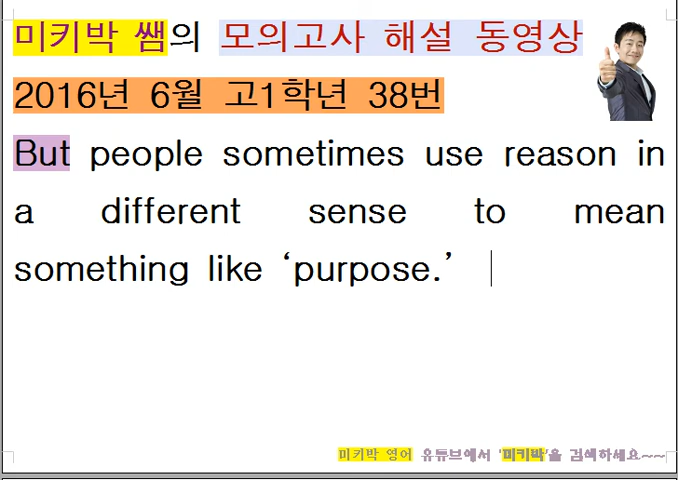 미키박 쌤의 모의고사 해설 동영상
2016년 6월 고1학년 38번
But people sometimes use reason in
a different sense to mean
something like ‘purpose.’
미키박 영어 유튜브에서 '미키박'을 검색하세요~~